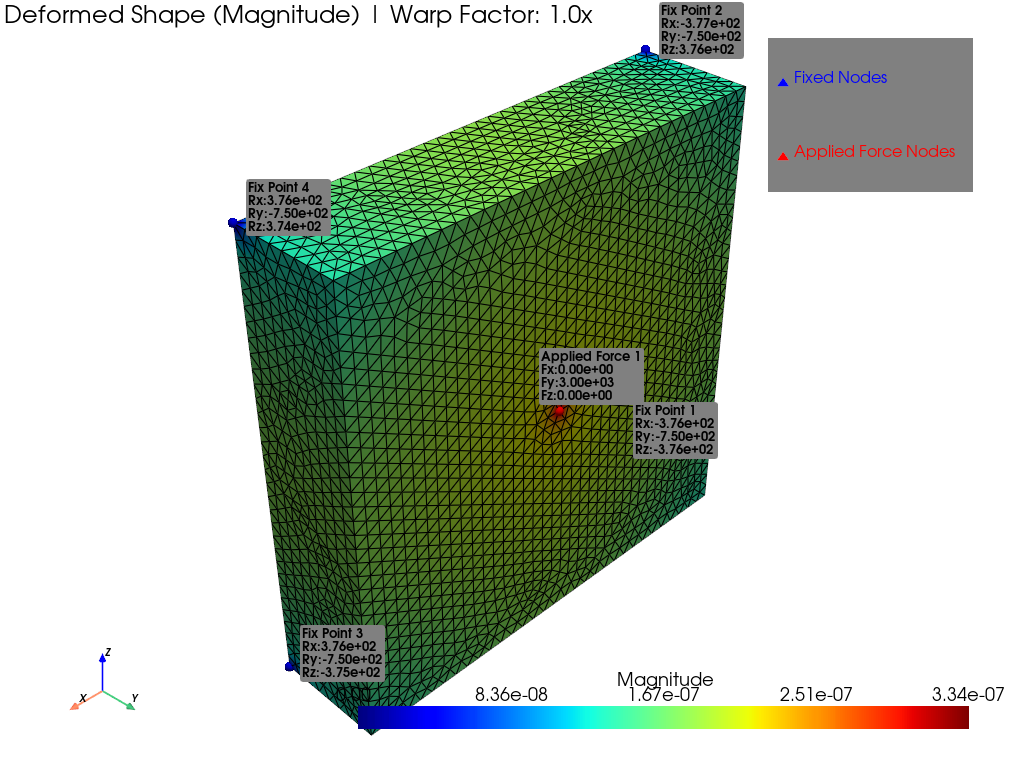 Deformed Shape (Magnitude) | Warp Factor: 1.0x
Fix Point 2
Rx:-3.77e+02
Ry:-7.50e+02
Rz:3.76e+02
Fixed Nodes
Applied Force Nodes
Fix Point 4
Rx:3.76e+02
Ry:-7.50e+02
Rz:3.74e+02
Applied Force 1
Fx:0.00e+00
Fy:3.00e+03
Fz:0.00e+00
Fix Point 1
Rx:-3.76e+02
Ry:-7.50e+02
Rz:-3.76e+02
Fix Point 3
Rx:3.76e+02
Ry:-7.50e+02
Rz:-3.75e+02
Z
X
Y
Magnitude
8.36e-08 1.67e-07 2.51e-07 3.34e-07